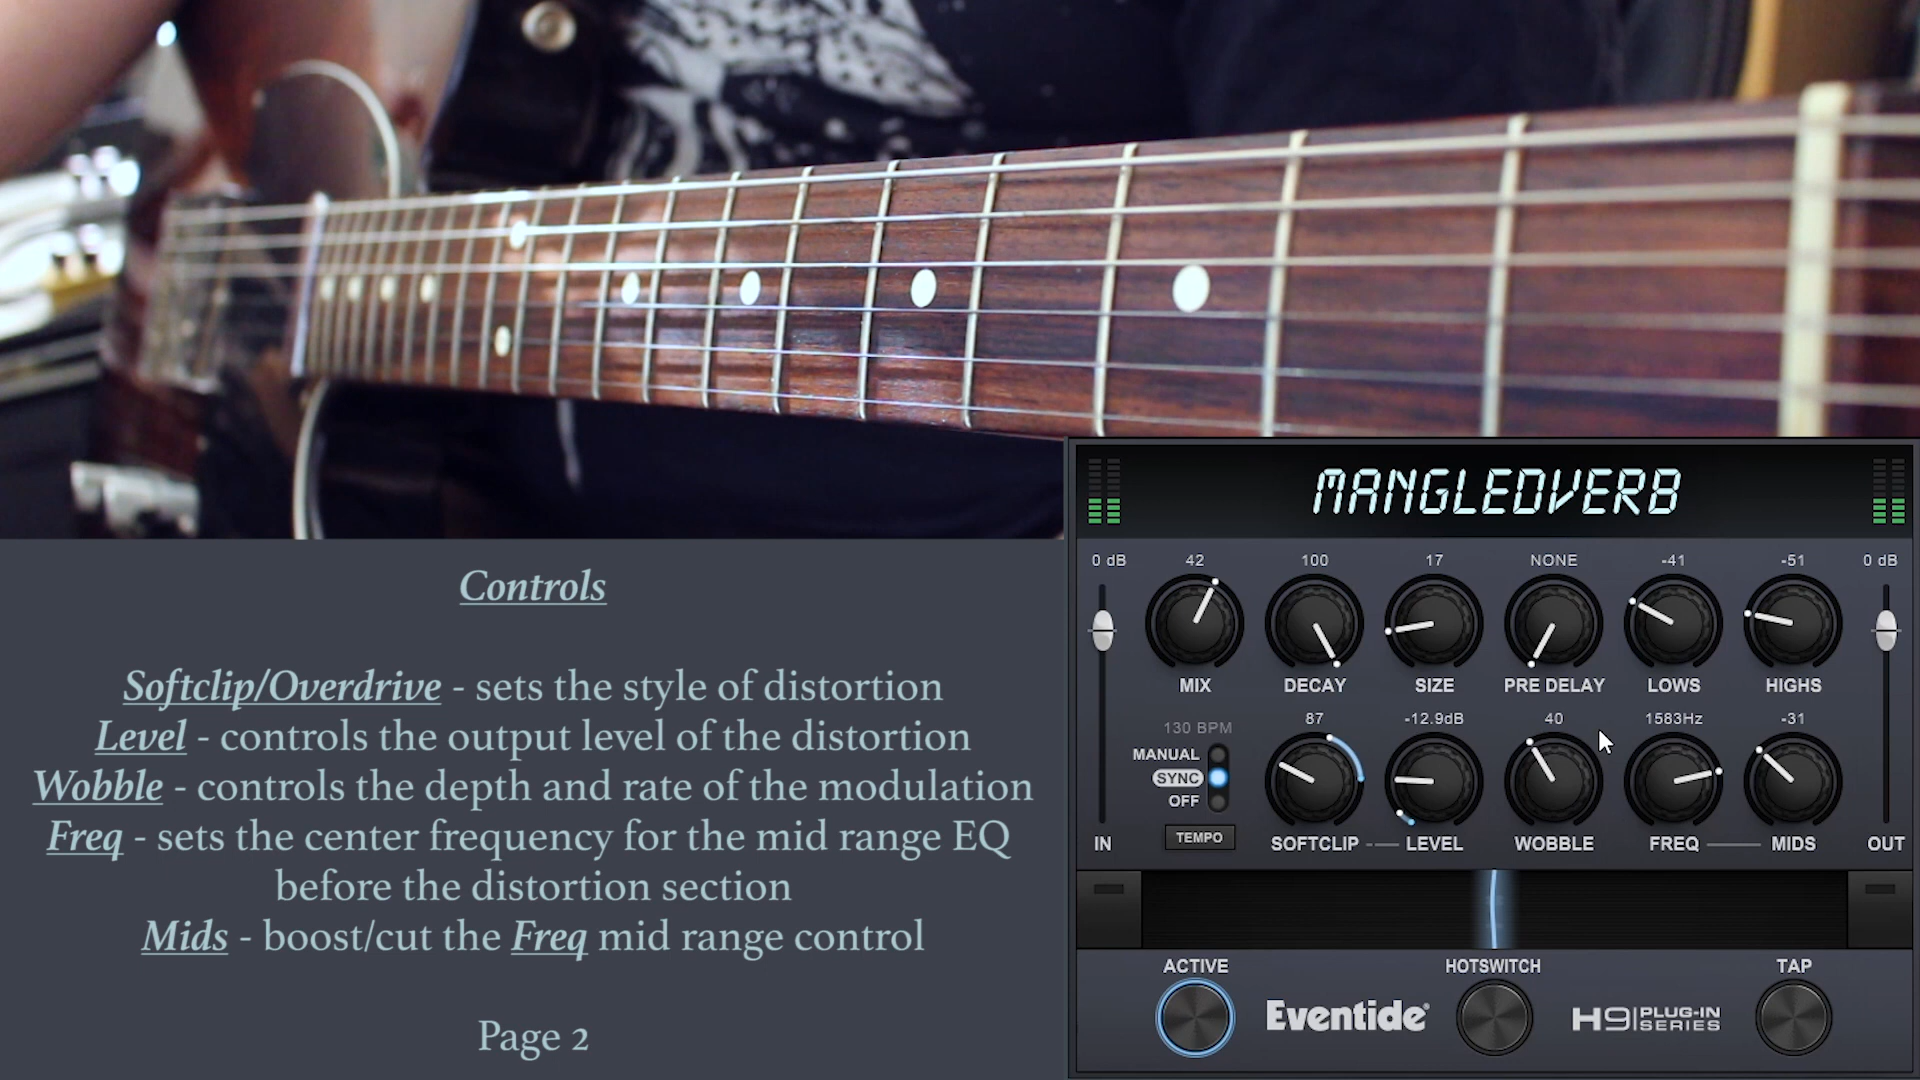 Controls
Softclip/Overdrive - sets the style of distortion
Level - controls the output level of the distortion
Wobble - controls the depth and rate of the modulation
Freq - sets the center frequency for the mid range EQ
before the distortion section
Mids - boost/cut the Freq mid range control
Page 2
MANGLEDVERB
0 dB 42 100 17 NONE -41 -51 0 dB
MIX DECAY SIZE PRE DELAY LOWS HIGHS
130 BPM 87 -12.9dB 40 1583Hz -31
MANUAL
SYNC
OFF
TEMPO
IN SOFTCLIP LEVEL WOBBLE FREQ MIDS OUT
ACTIVE HOTSWITCH TAP
Eventide® H9 PLUG-IN
SERIES